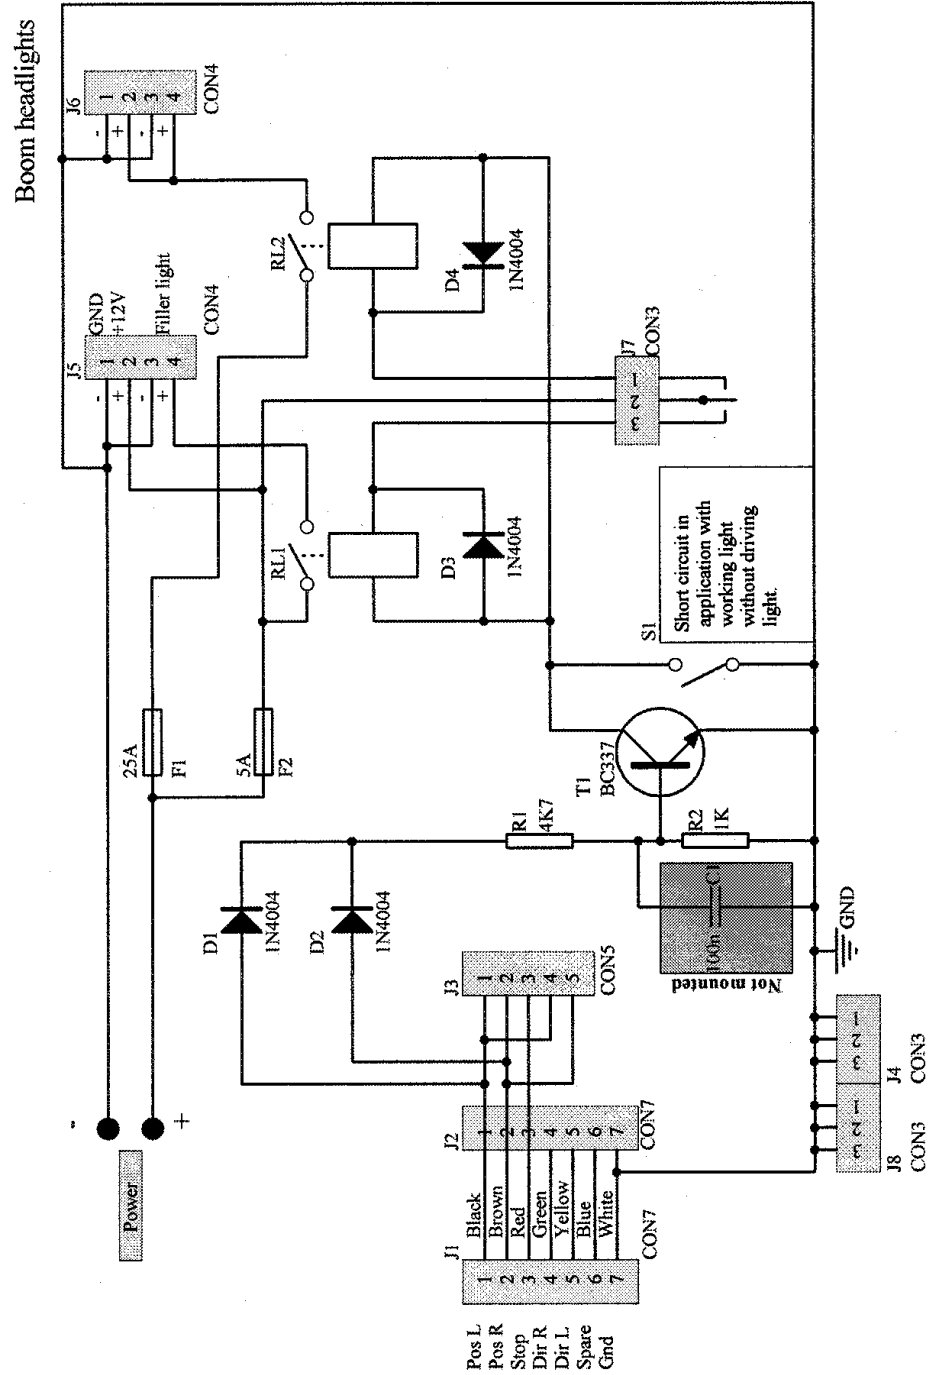 Boom headlights
J6
1
2
3
4
CON4
-
+
-
+
J5
1
2
3
4
GND
+12V
Filler light
CON4
-
+
-
+
RL2
D4
1N4004
RL1
D3
1N4004
J7
1
2
3
CON3
S1
Short circuit in
application with
working light
without driving
light.
25A
F1
5A
F2
T1
BC337
R1
4K7
R2
1K
C1
100n
Not mounted
GND
D1
1N4004
D2
1N4004
J3
1
2
3
4
5
CON5
-
+
Power
J2
1
2
3
4
5
6
7
CON7
Black
Brown
Red
Green
Yellow
Blue
White
J1
1
2
3
4
5
6
7
CON7
Pos L
Pos R
Stop
Dir R
Dir L
Spare
Gnd
3 2 1
J4
CON3
3 2 1
J8
CON3